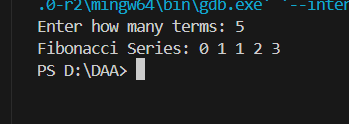 .0-r2\mingw64\bin\gdb.exe' '--inter
Enter how many terms: 5
Fibonacci Series: 0 1 1 2 3
PS D:\DAA>